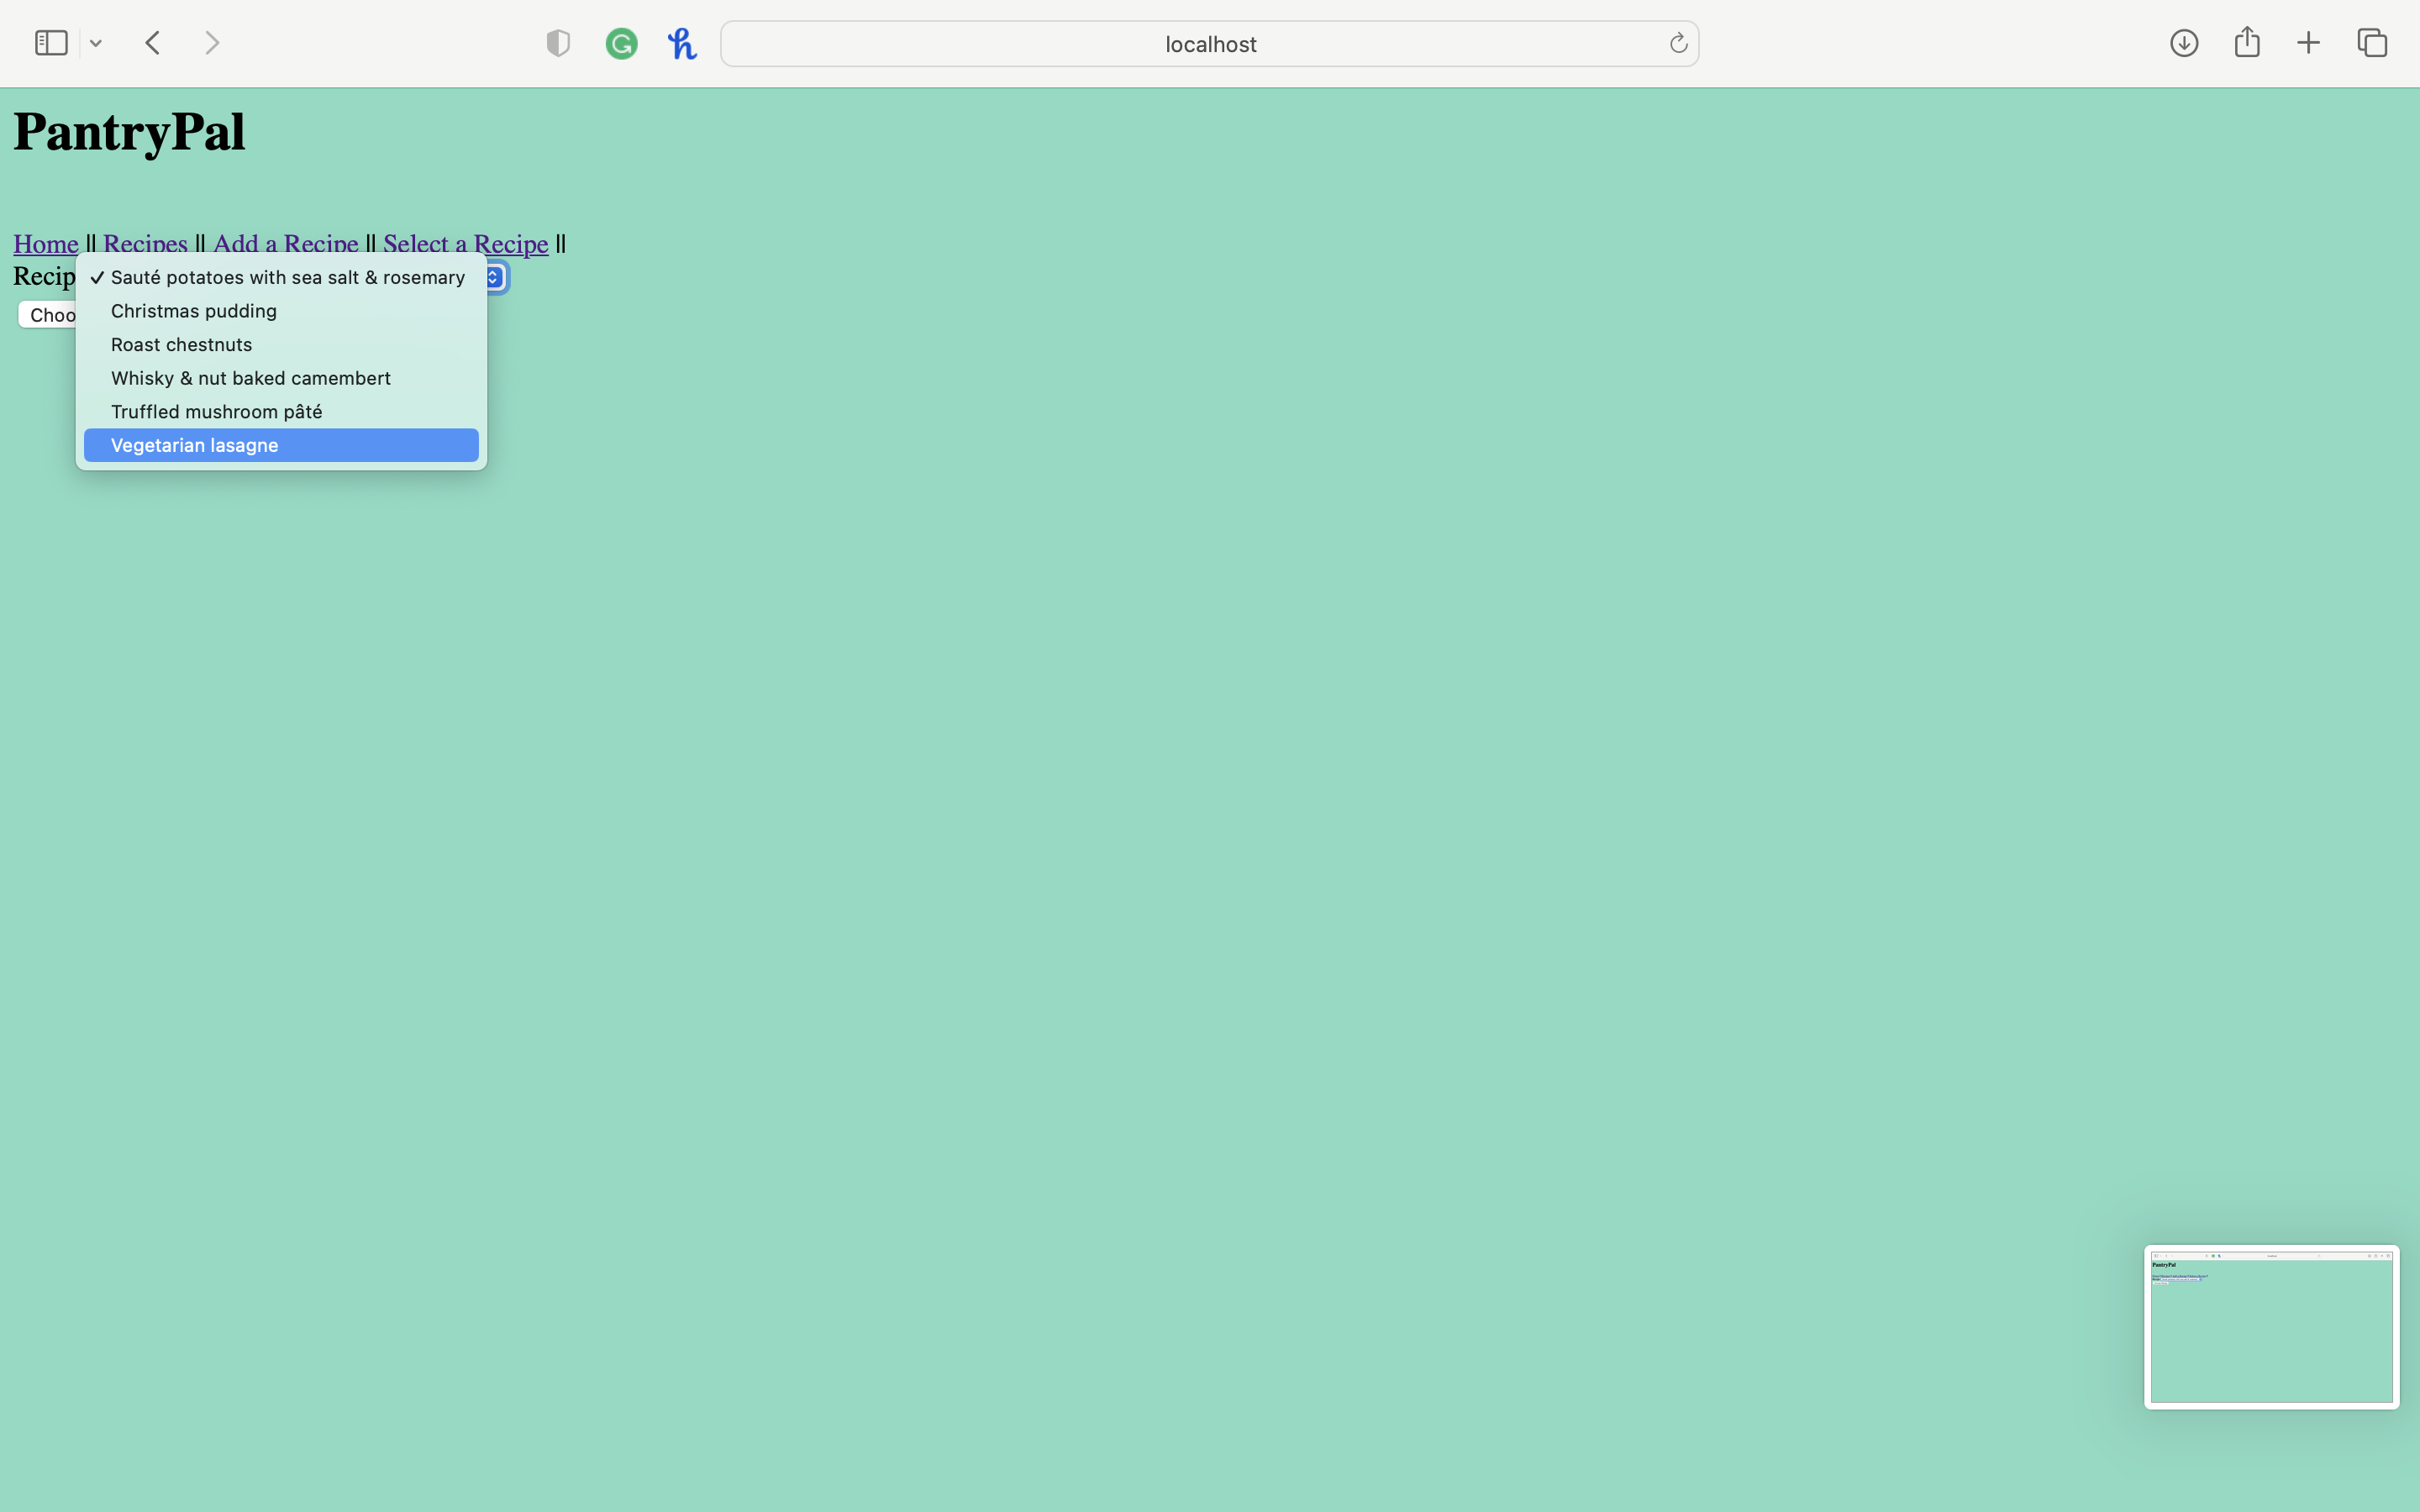 localhost
PantryPal
Home || Recipes || Add a Recipe || Select a Recipe ||
Recip
✓ Sauté potatoes with sea salt & rosemary
Choo
Christmas pudding
Roast chestnuts
Whisky & nut baked camembert
Truffled mushroom pâté
Vegetarian lasagne
PantryPal